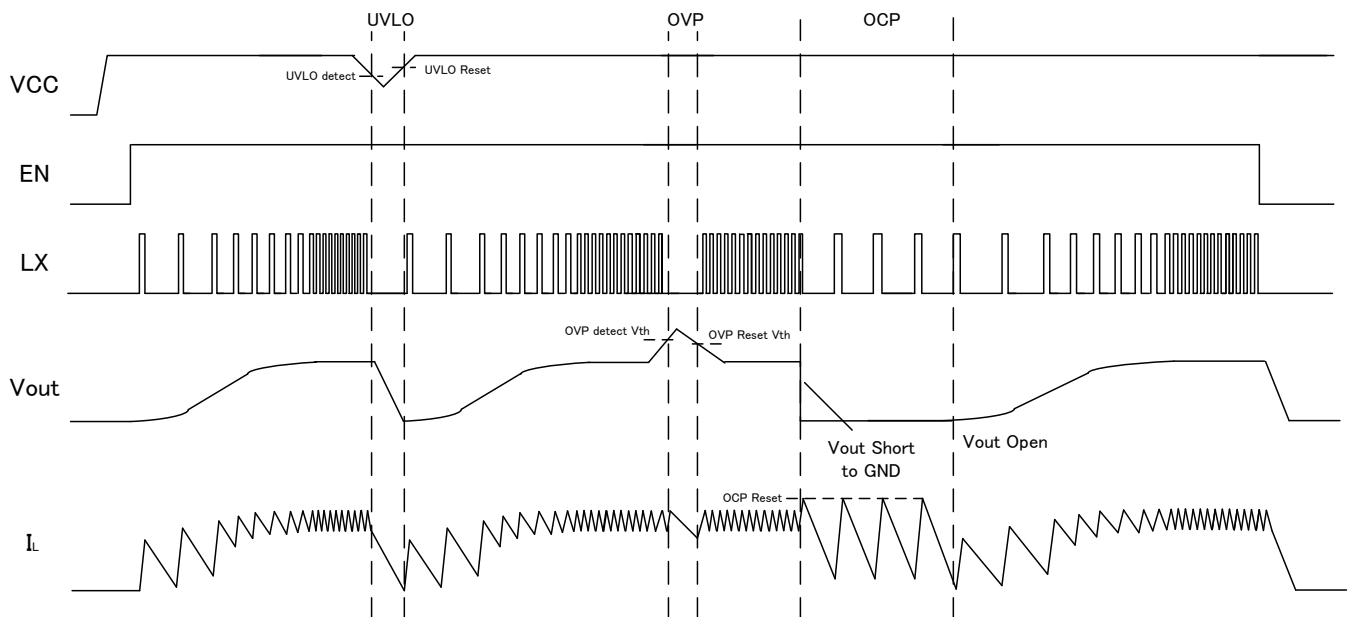 UVLO
OVP
OCP
VCC
UVLO detect
UVLO Reset
EN
LX
OVP detect Vth
OVP Reset Vth
Vout
Vout Short
to GND
Vout Open
OCP Reset
IL